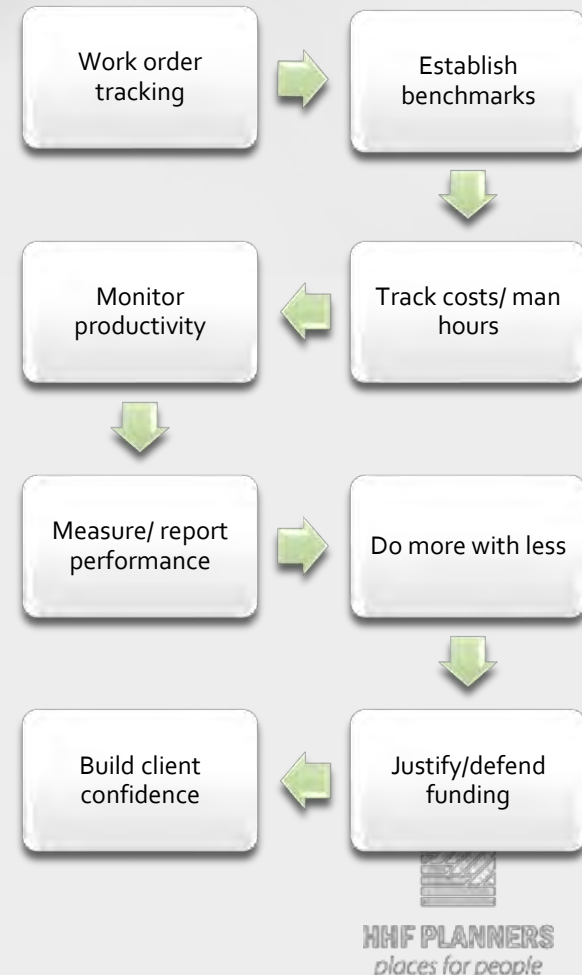 Work order
tracking
Establish
benchmarks
Track costs/ man
hours
Monitor
productivity
Measure/ report
performance
Do more with less
Justify/defend
funding
Build client
confidence
HHF PLANNERS
places for people